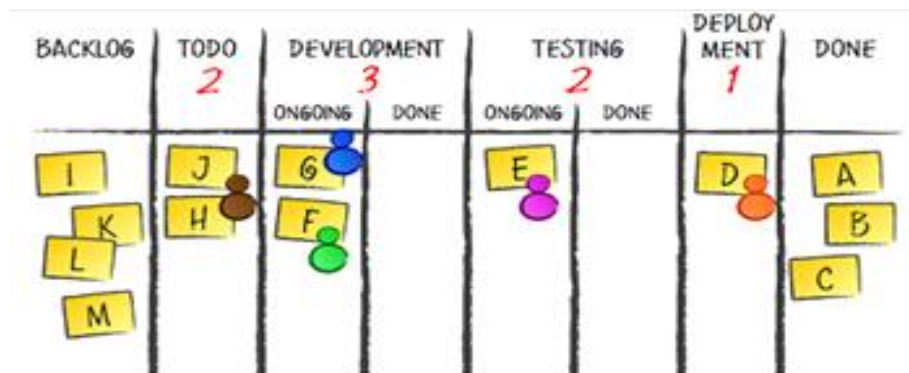 BACKLOG
TODO
2
DEVELOPMENT
3
ONGOING
DONE
TESTING
2
ONGOING
DONE
DEPLOY
MENT
1
DONE
I
K
L
M
J
H
G
F
E
D
A
B
C